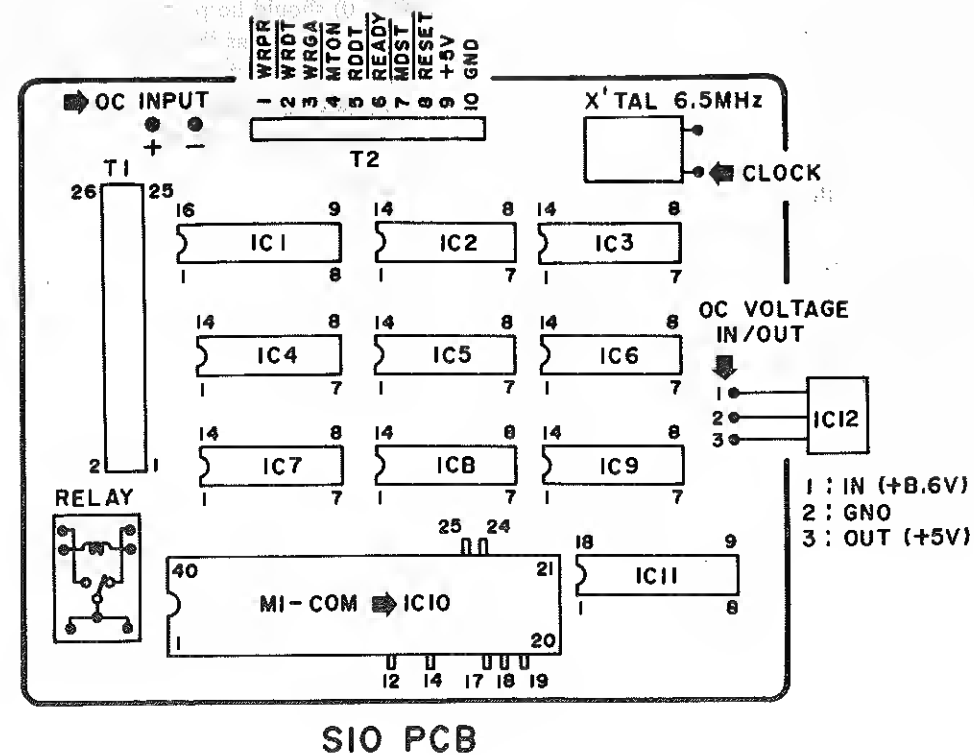 WRPR
WRDT
WRGA
MTON
RDDT
READY
MDST
RESET
+5V
GND
1 2 3 4 5 6 7 8 9 10
T2
OC INPUT
+ −
X'TAL 6.5MHz
CLOCK
T1
26 25
2 1
16 9
IC1
1 8
14 8
IC2
1 7
14 8
IC3
1 7
14 8
IC4
1 7
14 8
IC5
1 7
14 8
IC6
1 7
OC VOLTAGE
IN/OUT
1
2
3
IC12
1 : IN (+8.6V)
2 : GNO
3 : OUT (+5V)
14 8
IC7
1 7
14 8
IC8
1 7
14 8
IC9
1 7
RELAY
25 24
40 21
MI-COM IC10
1 20
12 14 17 18 19
18 9
IC11
1 8
SIO PCB